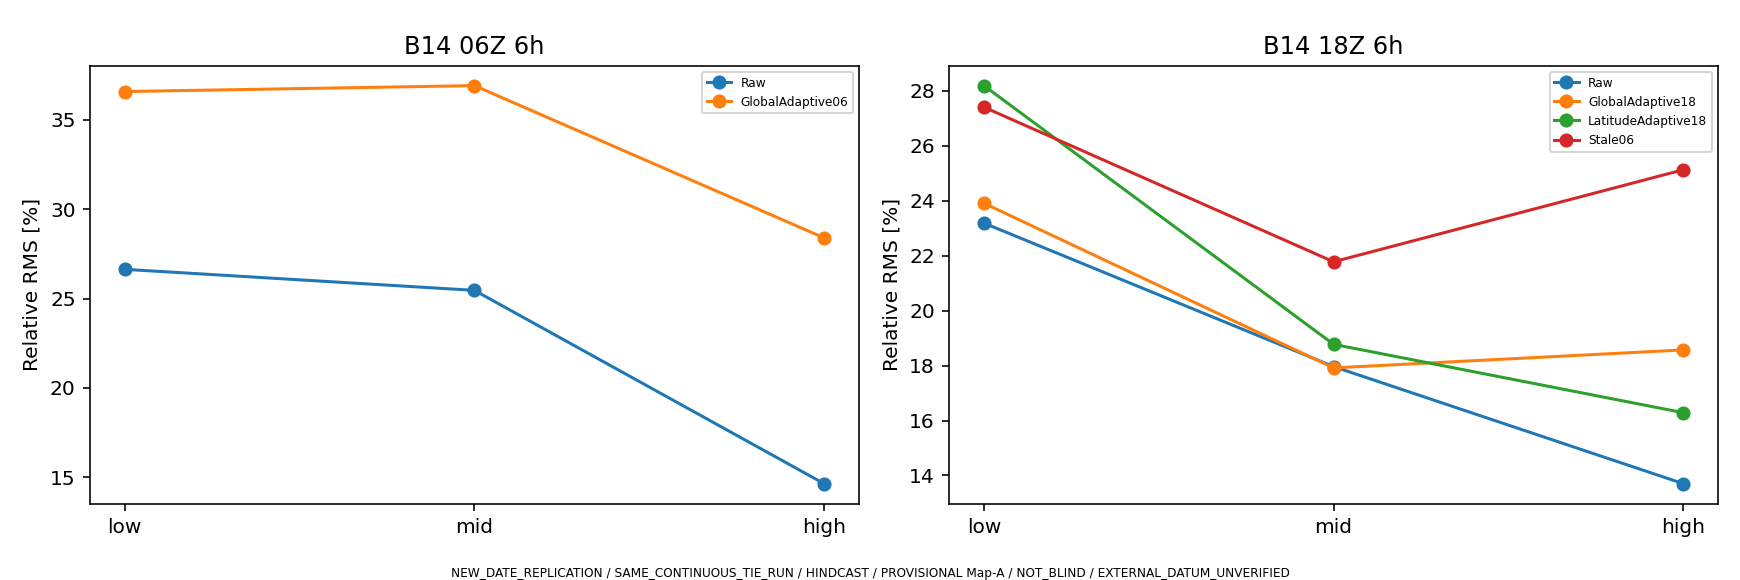 B14 06Z 6h
Relative RMS [%]
35
30
25
20
15
low mid high
Raw
GlobalAdaptive06
B14 18Z 6h
Relative RMS [%]
28
26
24
22
20
18
16
14
low mid high
Raw
GlobalAdaptive18
LatitudeAdaptive18
Stale06
NEW_DATE_REPLICATION / SAME_CONTINUOUS_TIE_RUN / HINDCAST / PROVISIONAL Map-A / NOT_BLIND / EXTERNAL_DATUM_UNVERIFIED